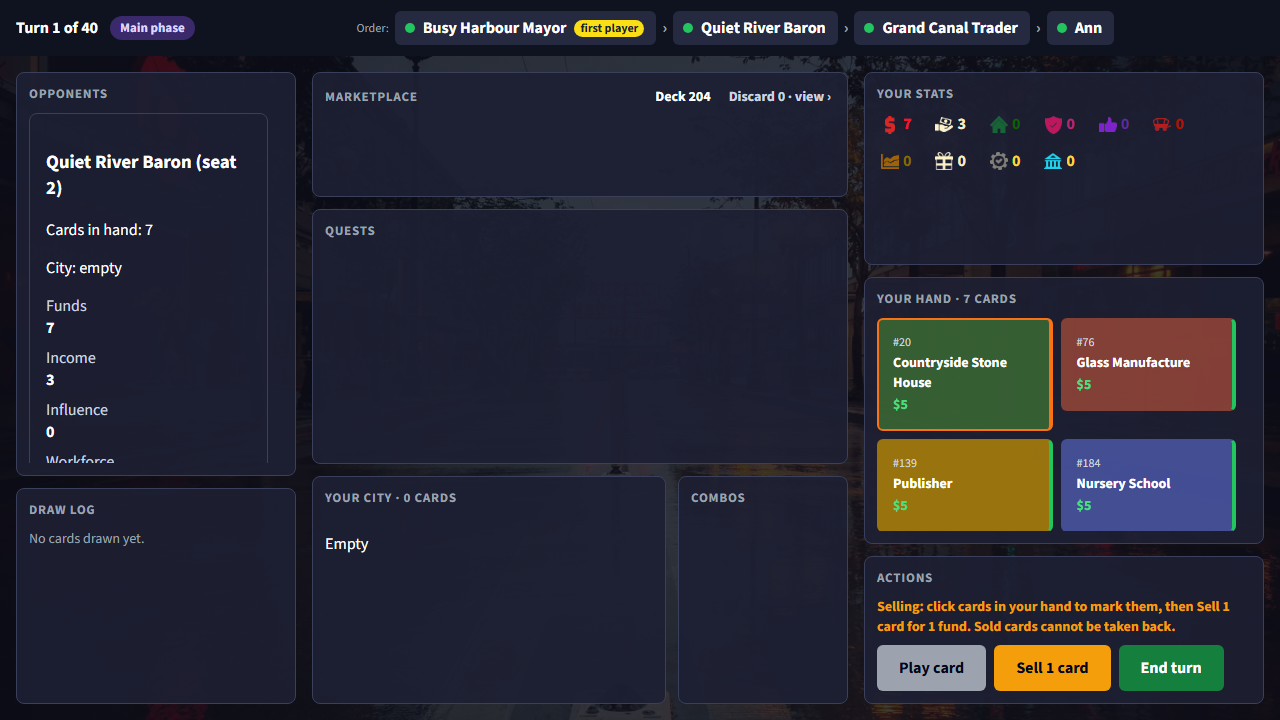 Turn 1 of 40
Main phase
Order:
Busy Harbour Mayor
first player
›
Quiet River Baron
›
Grand Canal Trader
›
Ann
OPPONENTS
Quiet River Baron (seat
2)
Cards in hand: 7
City: empty
Funds
7
Income
3
Influence
0
Workforce
DRAW LOG
No cards drawn yet.
MARKETPLACE
Deck 204
Discard 0 · view ›
QUESTS
YOUR CITY · 0 CARDS
Empty
COMBOS
YOUR STATS
7
3
0
0
0
0
0
0
0
0
YOUR HAND · 7 CARDS
#20
Countryside Stone
House
$5
#76
Glass Manufacture
$5
#139
Publisher
$5
#184
Nursery School
$5
ACTIONS
Selling: click cards in your hand to mark them, then Sell 1
card for 1 fund. Sold cards cannot be taken back.
Play card
Sell 1 card
End turn